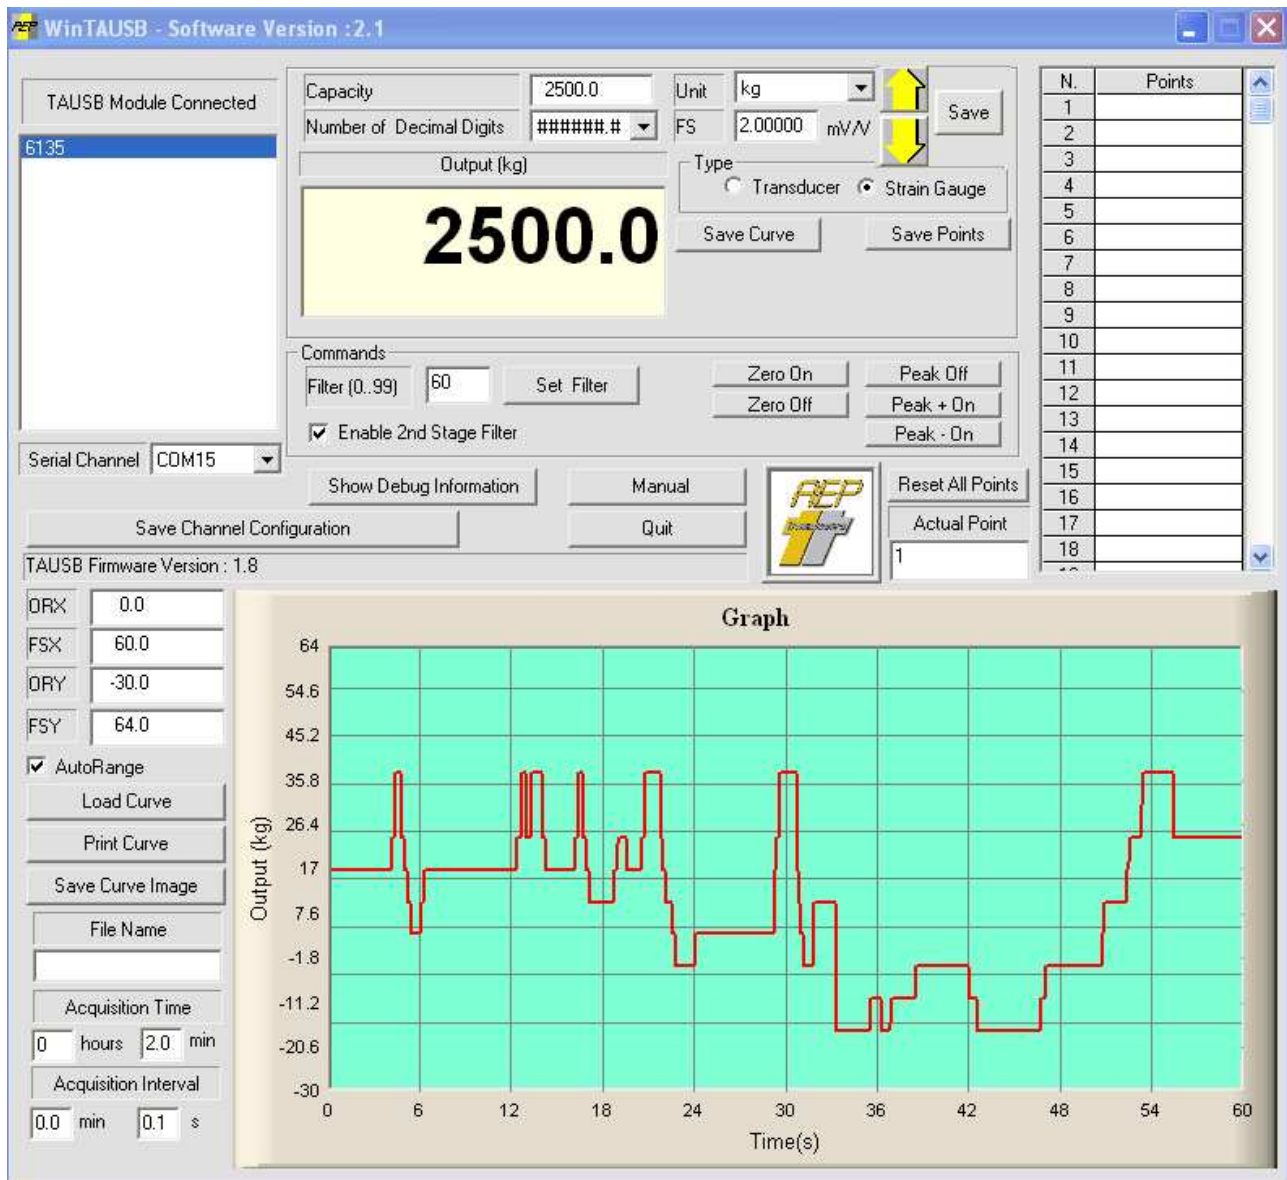 AEP WinTAUSB - Software Version :2.1
TAUSB Module Connected
6135
Serial Channel COM15
Capacity 2500.0
Number of Decimal Digits ######.#
Unit kg
FS 2.00000 mV/V
Save
Output (kg)
2500.0
Type
Transducer Strain Gauge
Save Curve Save Points
Commands
Filter (0..99) 60 Set Filter
Enable 2nd Stage Filter
Zero On Peak Off
Zero Off Peak + On
Peak - On
Show Debug Information Manual
Save Channel Configuration Quit
TAUSB Firmware Version : 1.8
AEP
Reset All Points
Actual Point
1
N. Points
1
2
3
4
5
6
7
8
9
10
11
12
13
14
15
16
17
18
ORX 0.0
FSX 60.0
ORY -30.0
FSY 64.0
AutoRange
Load Curve
Print Curve
Save Curve Image
File Name
Acquisition Time
0 hours 2.0 min
Acquisition Interval
0.0 min 0.1 s
Graph
Output (kg)
64
54.6
45.2
35.8
26.4
17
7.6
-1.8
-11.2
-20.6
-30
0 6 12 18 24 30 36 42 48 54 60
Time(s)